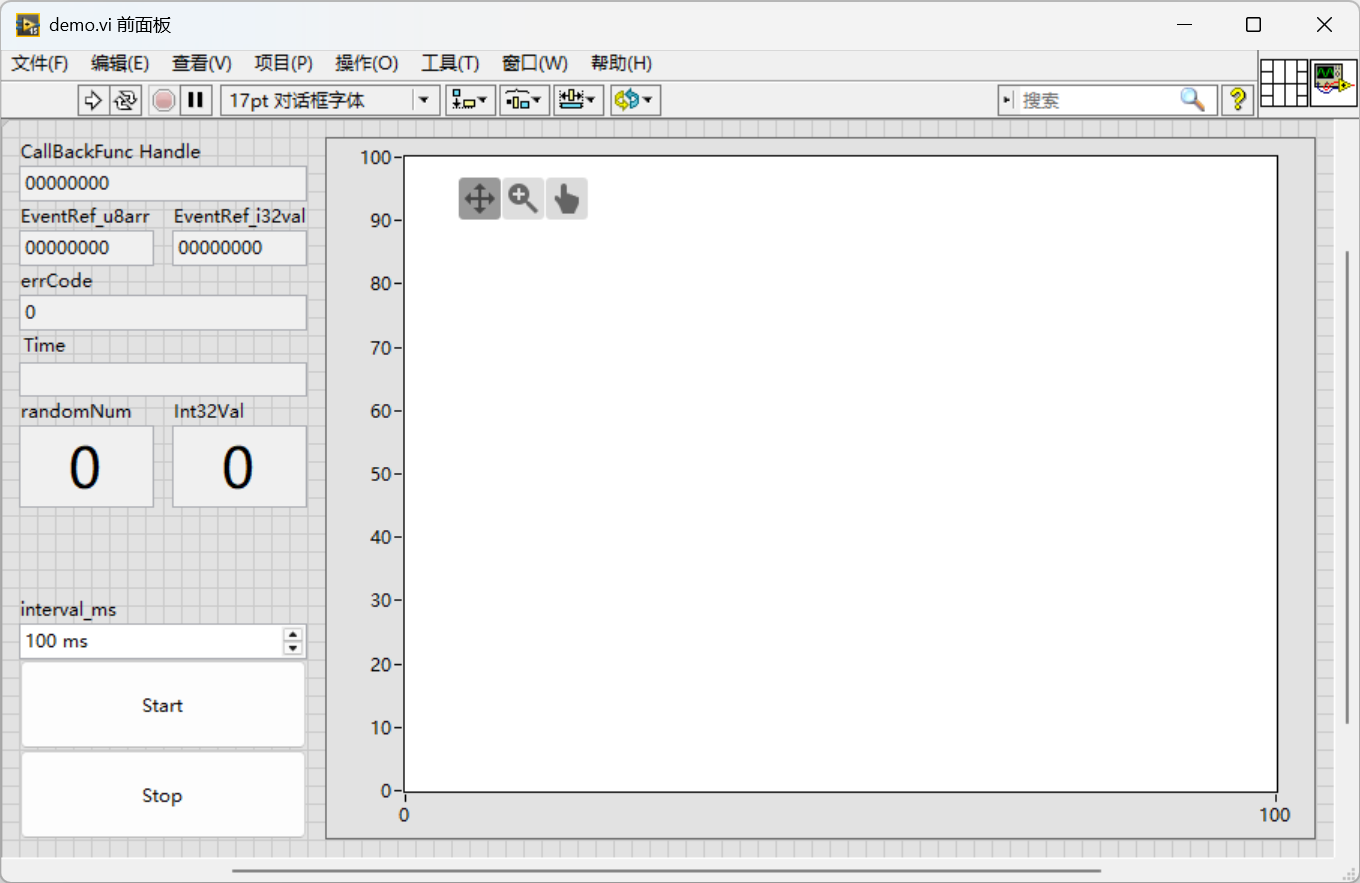 demo.vi 前面板
文件(F) 编辑(E) 查看(V) 项目(P) 操作(O) 工具(T) 窗口(W) 帮助(H)
17pt 对话框字体 搜索
CallBackFunc Handle
00000000
EventRef_u8arr EventRef_i32val
00000000 00000000
errCode
0
Time
randomNum Int32Val
0 0
interval_ms
100 ms
Start
Stop
100
90
80
70
60
50
40
30
20
10
0
0 100